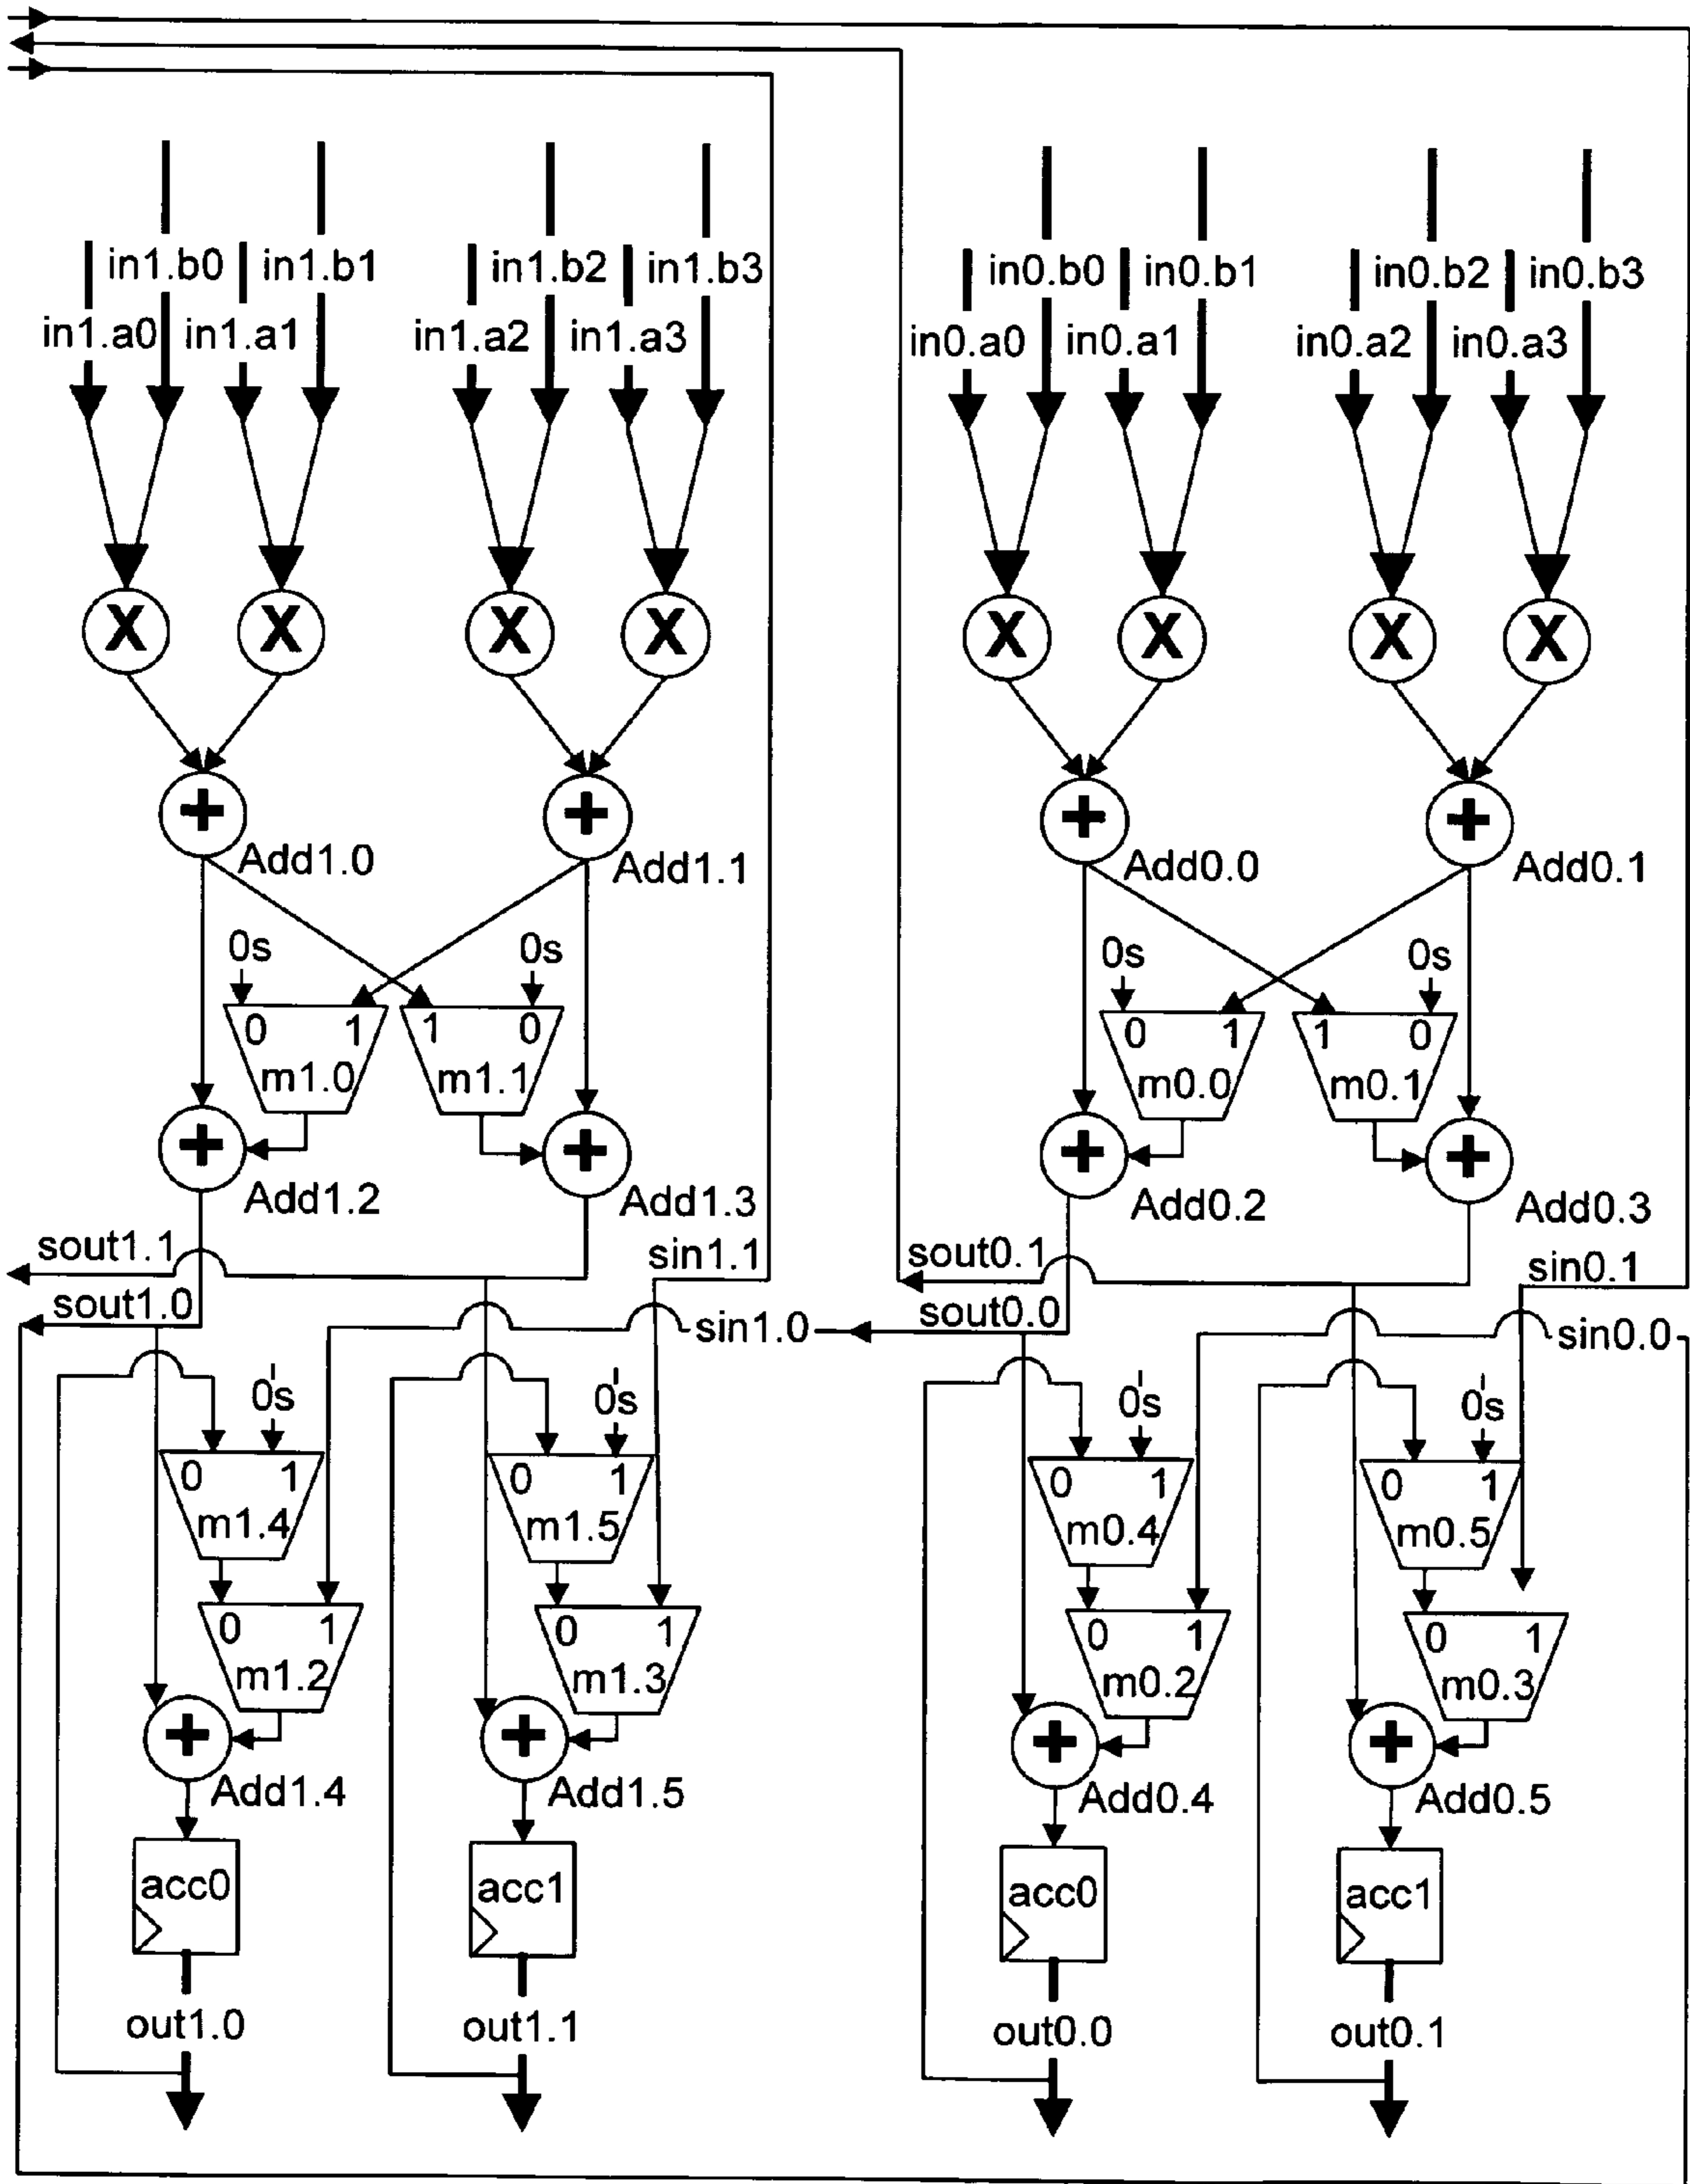 in1.b0 in1.b1 in1.b2 in1.b3 in0.b0 in0.b1 in0.b2 in0.b3
in1.a0 in1.a1 in1.a2 in1.a3 in0.a0 in0.a1 in0.a2 in0.a3
X X X X X X X X
+ + + +
Add1.0 Add1.1 Add0.0 Add0.1
0s 0s 0s 0s
0 1 1 0 0 1 1 0
m1.0 m1.1 m0.0 m0.1
+ + + +
Add1.2 Add1.3 Add0.2 Add0.3
sout1.1 sin1.1 sout0.1 sin0.1
sout1.0 sin1.0 sout0.0 sin0.0
0's 0's 0's 0's
0 1 0 1 0 1 0 1
m1.4 m1.5 m0.4 m0.5
0 1 0 1 0 1 0 1
m1.2 m1.3 m0.2 m0.3
+ + + +
Add1.4 Add1.5 Add0.4 Add0.5
acc0 acc1 acc0 acc1
out1.0 out1.1 out0.0 out0.1